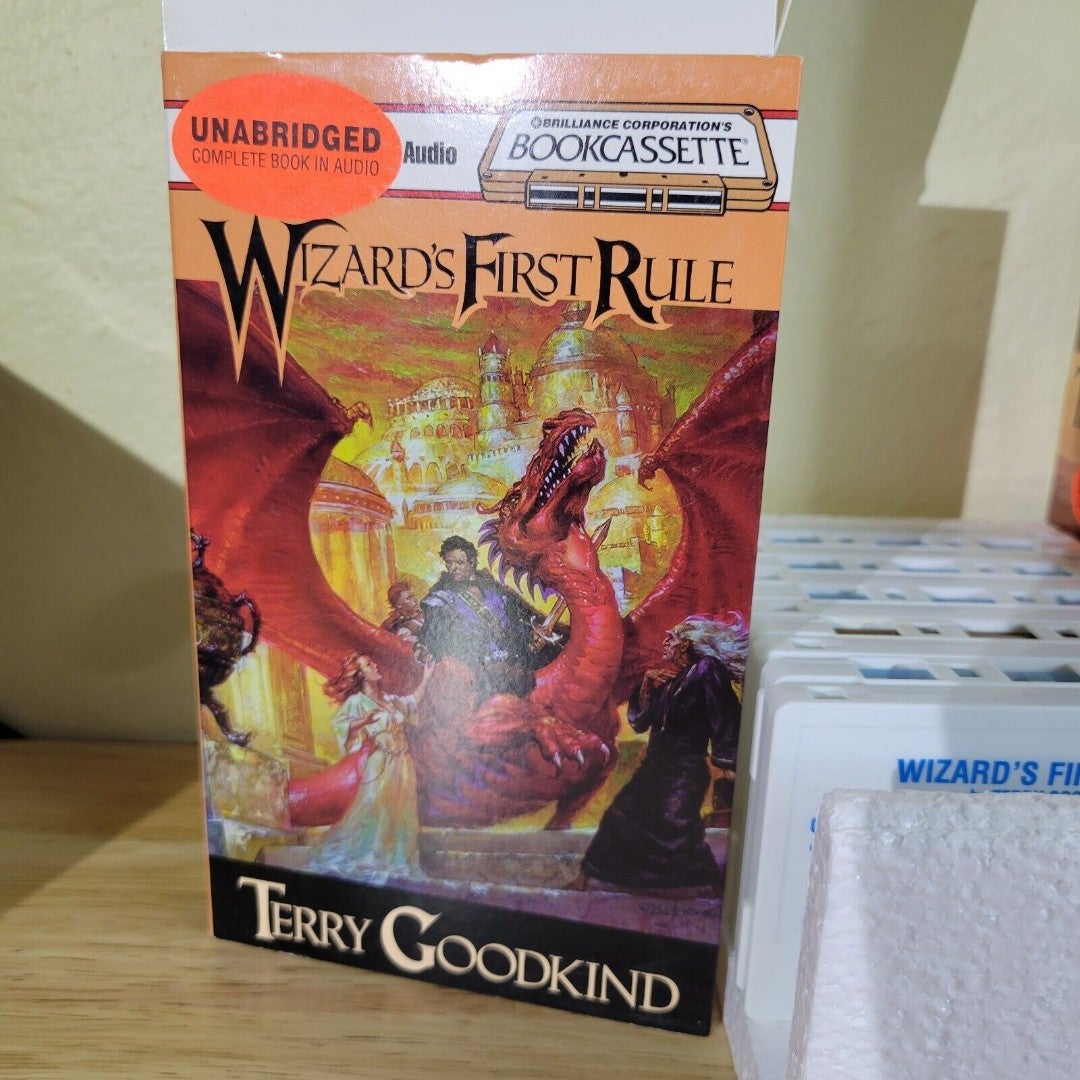 UNABRIDGED
COMPLETE BOOK IN AUDIO
Audio
BRILLIANCE CORPORATION'S
BOOKCASSETTE®
WIZARD'S FIRST RULE
TERRY GOODKIND
WIZARD'S FI